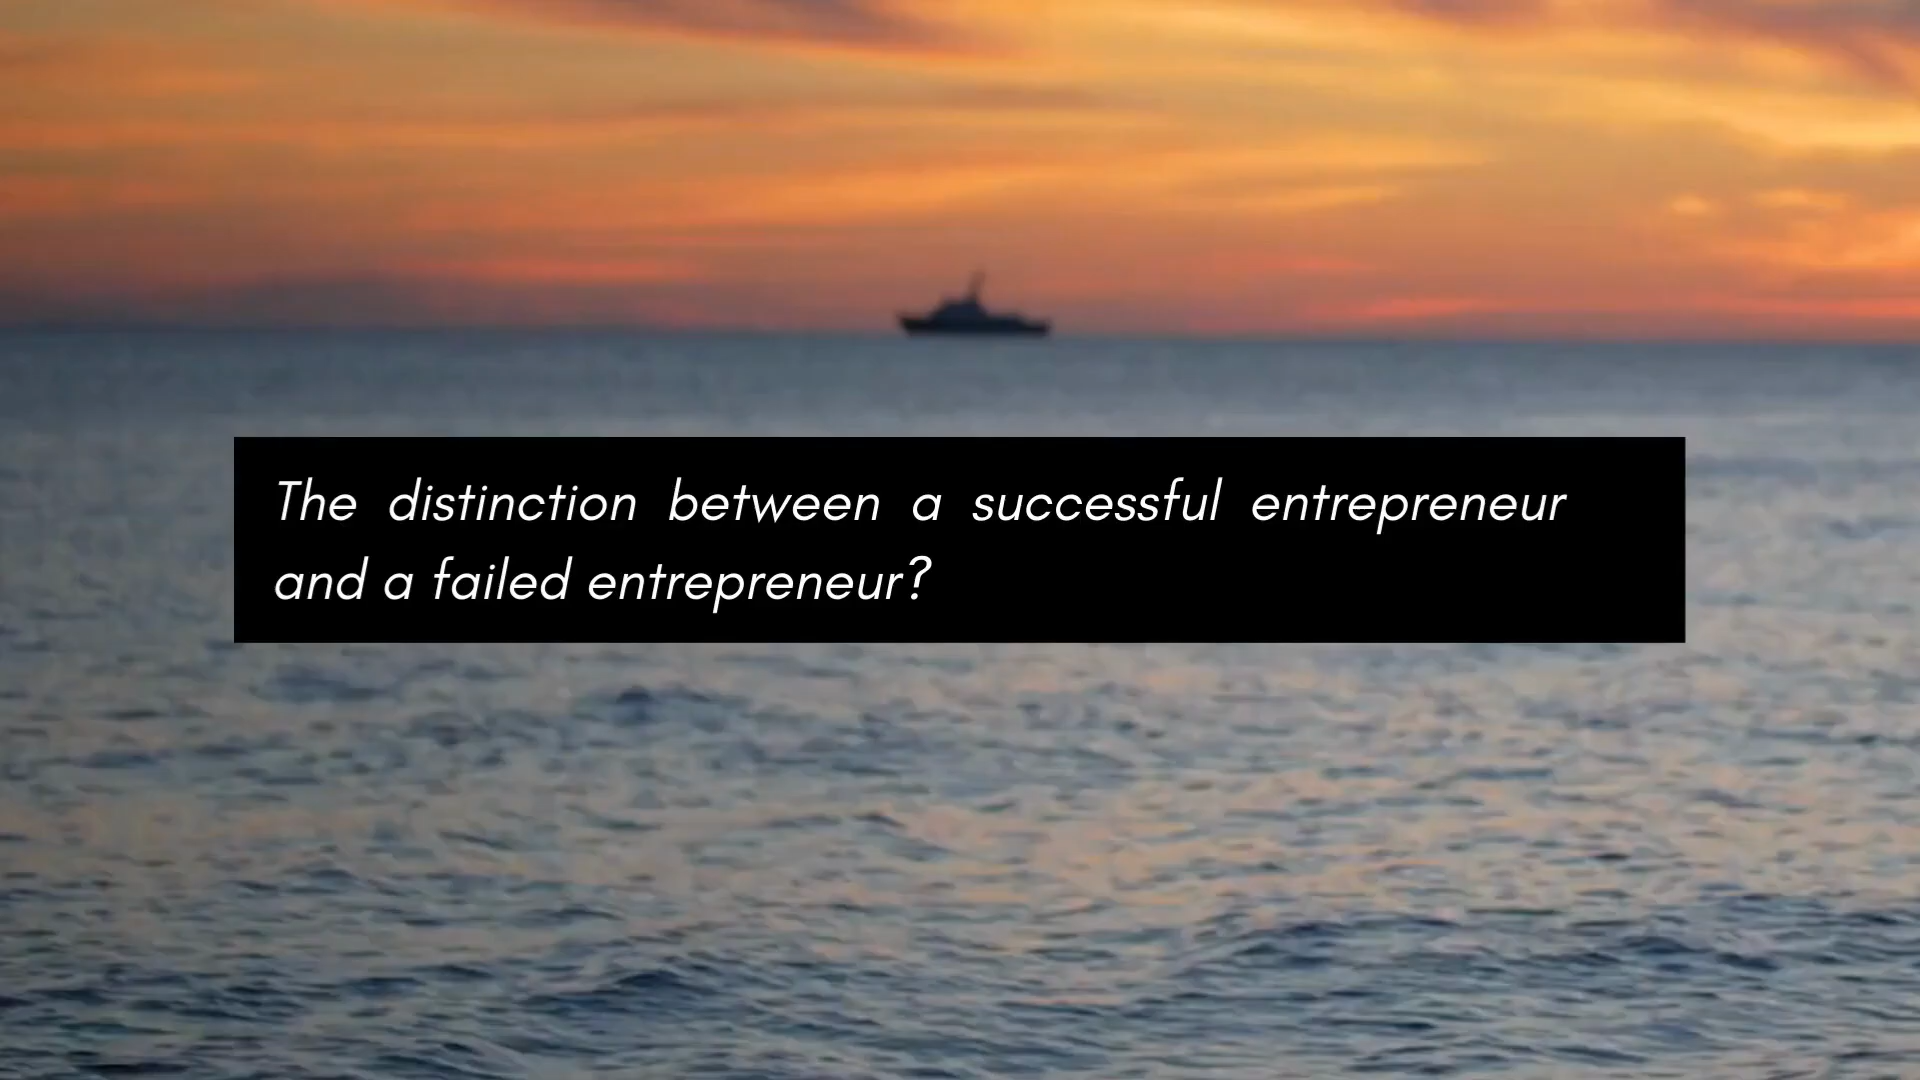 The distinction between a successful entrepreneur
and a failed entrepreneur?